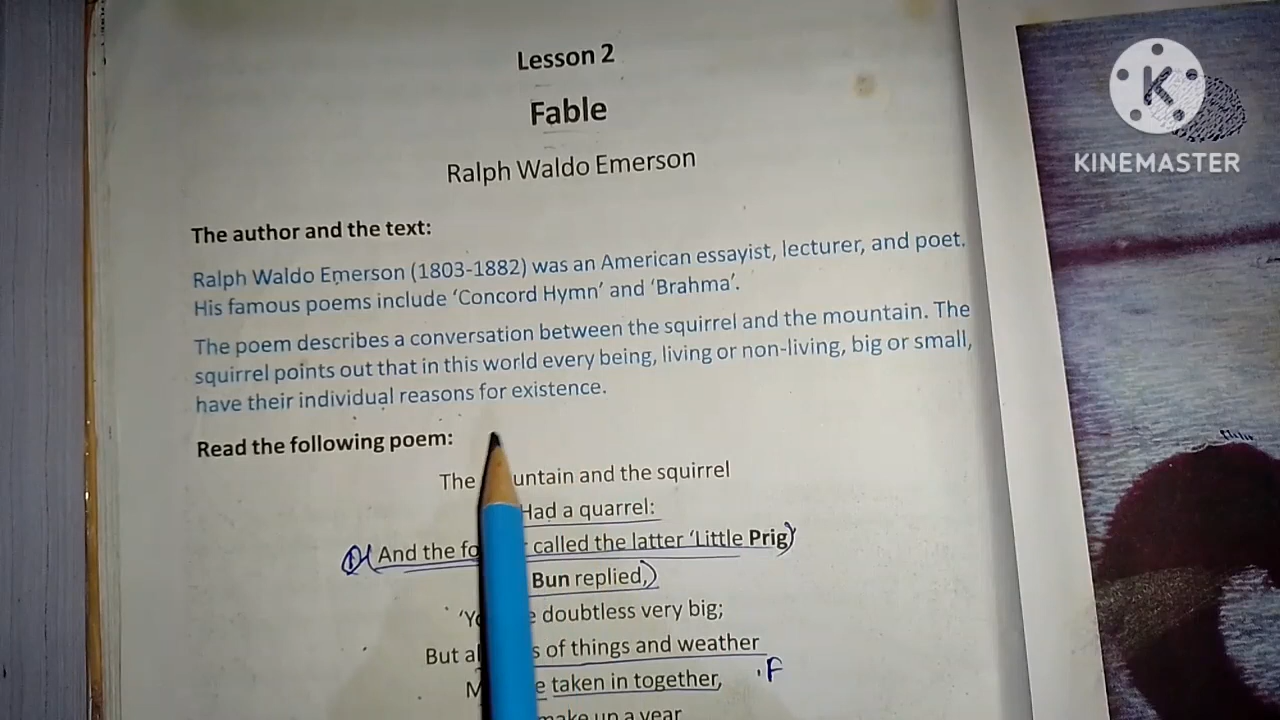 Lesson 2
Fable
Ralph Waldo Emerson
The author and the text:
Ralph Waldo Emerson (1803-1882) was an American essayist, lecturer, and poet.
His famous poems include 'Concord Hymn' and 'Brahma'.
The poem describes a conversation between the squirrel and the mountain. The
squirrel points out that in this world every being, living or non-living, big or small,
have their individual reasons for existence.
Read the following poem:
The untain and the squirrel
Had a quarrel:
And the called the latter 'Little Prig'
Bun replied,
doubtless very big;
But of things and weather
taken in together,
make up a year
KINEMASTER